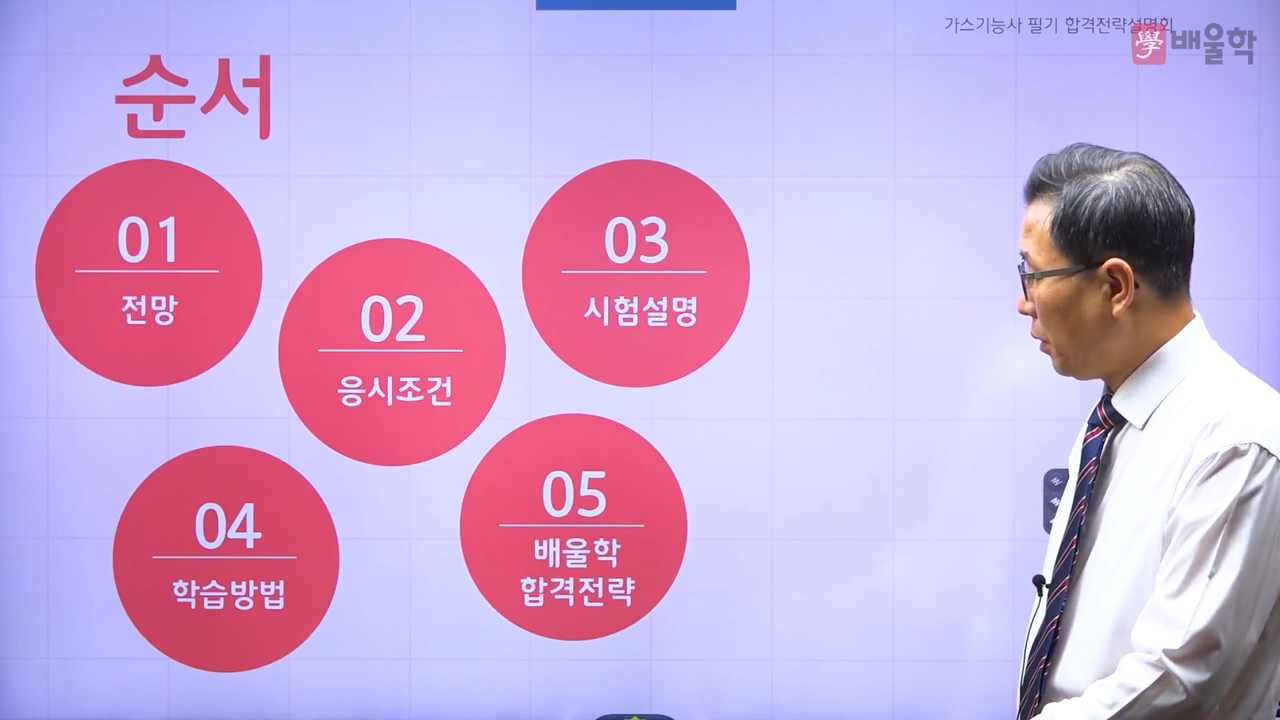 가스기능사 필기 합격전략설명회
學 배울학
순서
01
전망
02
응시조건
03
시험설명
04
학습방법
05
배울학
합격전략